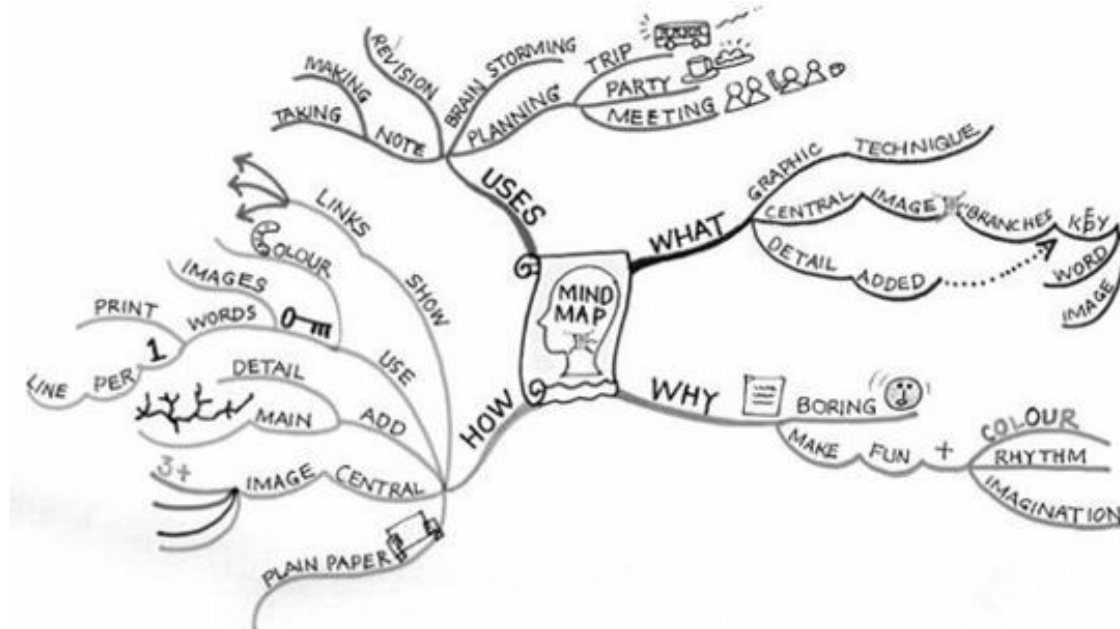 MIND
MAP
USES
NOTE
TAKING
MAKING
REVISION
BRAIN STORMING
PLANNING
TRIP
PARTY
MEETING
WHAT
GRAPHIC TECHNIQUE
CENTRAL IMAGE BRANCHES KEY
WORD
IMAGE
DETAIL ADDED
WHY
BORING
MAKE FUN +
COLOUR
RHYTHM
IMAGINATION
HOW
SHOW LINKS
USE
COLOUR
WORDS
IMAGES
PRINT
1 PER LINE
ADD
DETAIL
MAIN
CENTRAL IMAGE
3+
PLAIN PAPER